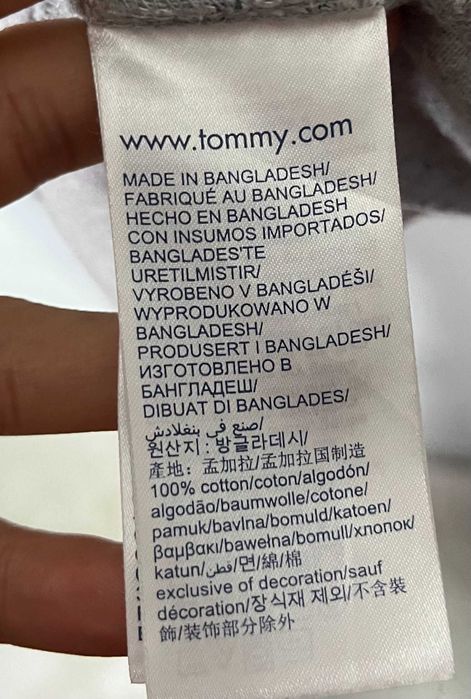 www.tommy.com
MADE IN BANGLADESH/
FABRIQUÉ AU BANGLADESH/
HECHO EN BANGLADESH
CON INSUMOS IMPORTADOS/
BANGLADES'TE
URETILMISTIR/
VYROBENO V BANGLADÉŠI/
WYPRODUKOWANO W
BANGLADESH/
PRODUSERT I BANGLADESH/
ИЗГОТОВЛЕНО В
БАНГЛАДЕШ/
DIBUAT DI BANGLADES/
صنع في بنغلادش/
원산지 : 방글라데시/
產地：孟加拉/孟加拉国制造
100% cotton/coton/algodón/
algodão/baumwolle/cotone/
pamuk/bavlna/bomuld/katoen/
βαμβακι/bawełna/bomull/хлопок/
katun/قطن/면/綿/棉
exclusive of decoration/sauf
décoration/장식재 제외/不含裝
飾/装饰部分除外